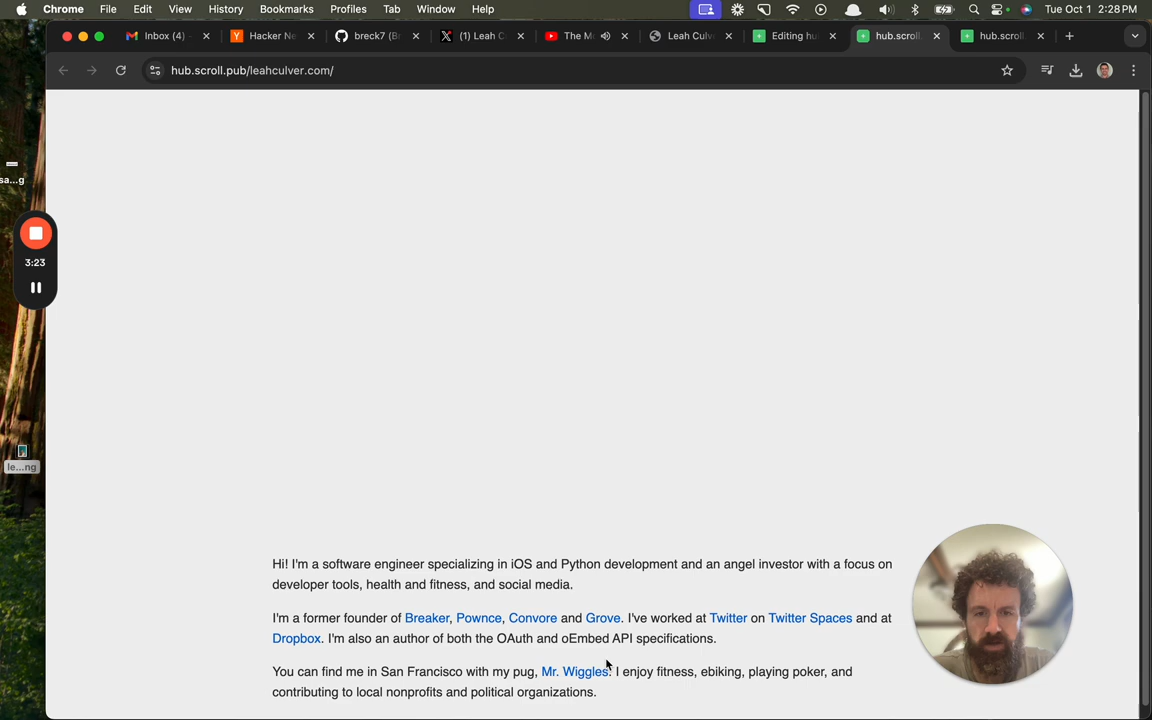 Chrome File Edit View History Bookmarks Profiles Tab Window Help Tue Oct 1 2:28 PM
Inbox (4) Hacker Ne breck7 (B (1) Leah C The M Leah Culv Editing hu hub.scroll hub.scroll
hub.scroll.pub/leahculver.com/
sa...g
3:23
le...ng
Hi! I'm a software engineer specializing in iOS and Python development and an angel investor with a focus on
developer tools, health and fitness, and social media.
I'm a former founder of Breaker, Pownce, Convore and Grove. I've worked at Twitter on Twitter Spaces and at
Dropbox. I'm also an author of both the OAuth and oEmbed API specifications.
You can find me in San Francisco with my pug, Mr. Wiggles. I enjoy fitness, ebiking, playing poker, and
contributing to local nonprofits and political organizations.